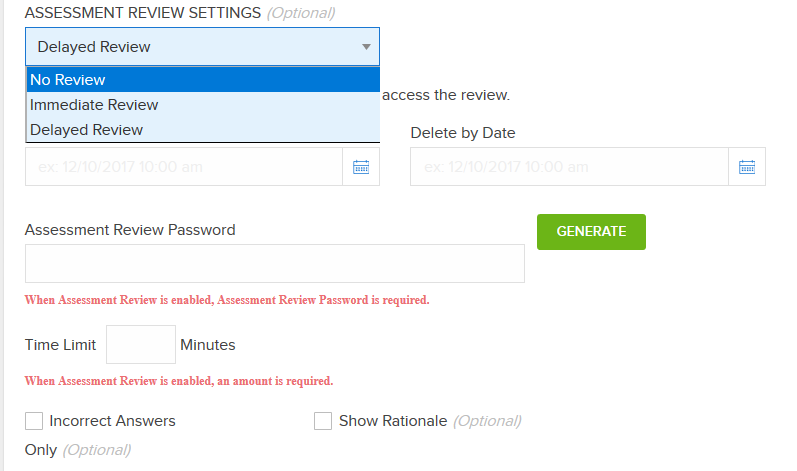 ASSESSMENT REVIEW SETTINGS (Optional)
Delayed Review
No Review
Immediate Review
Delayed Review
access the review.
Delete by Date
ex: 12/10/2017 10:00 am
ex: 12/10/2017 10:00 am
Assessment Review Password
GENERATE
When Assessment Review is enabled, Assessment Review Password is required.
Time Limit Minutes
When Assessment Review is enabled, an amount is required.
Incorrect Answers Show Rationale (Optional)
Only (Optional)